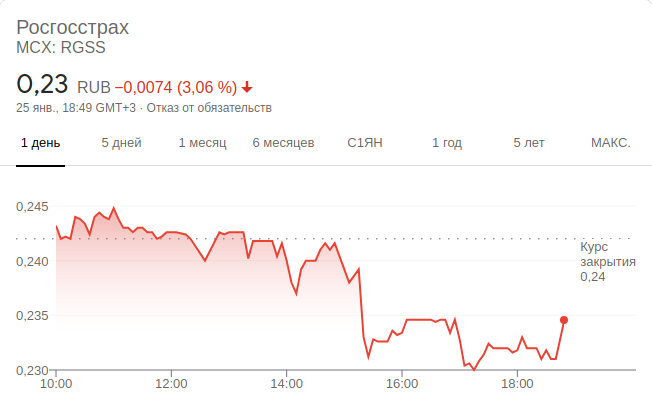 Росгосстрах
MCX: RGSS
0,23 RUB −0,0074 (3,06 %)
25 янв., 18:49 GMT+3 · Отказ от обязательств
1 день 5 дней 1 месяц 6 месяцев С1ЯН 1 год 5 лет МАКС.
0,245
Курс
закрытия
0,24
0,240
0,235
0,230
10:00 12:00 14:00 16:00 18:00